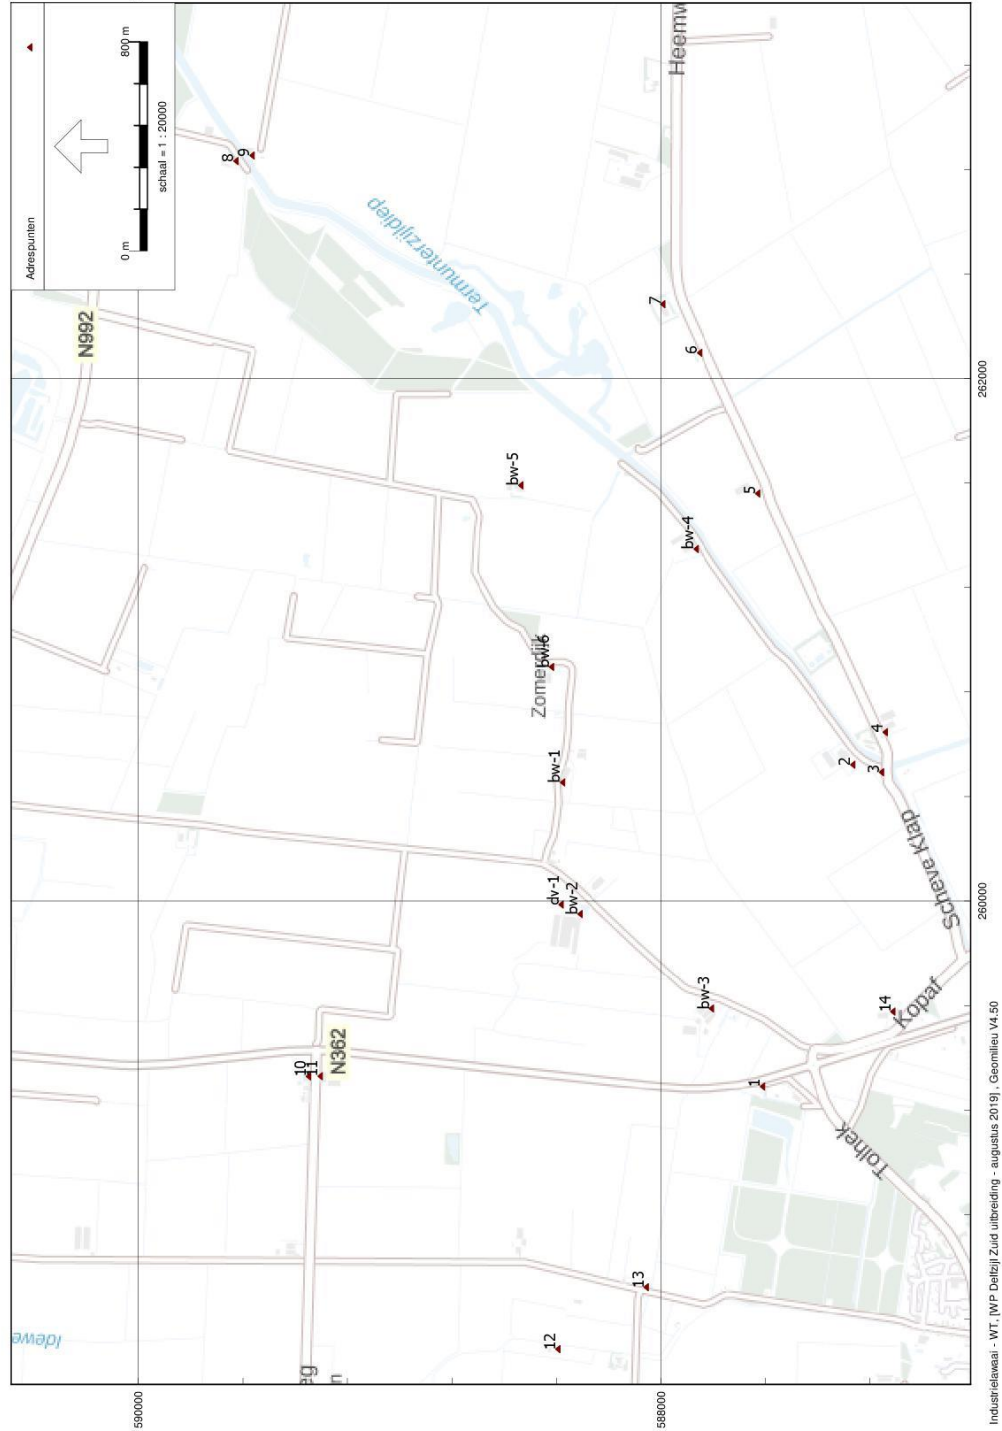 Adrespunten
0 m
800 m
schaal = 1 : 20000
N992
8
9
Termunterzijldiep
Heemw
7
6
262000
5
bw-5
bw-4
Zomerdijk
bw-6
bw-1
2
3
4
Scheve Klap
dv-1
bw-2
260000
bw-3
14
Kopaf
N362
10
11
1
Tolhek
13
12
Idewe
eg
n
590000
588000
Industrielawaai - WT, [WP Delfzijl Zuid uitbreiding - augustus 2019] , Geomilieu V4.50